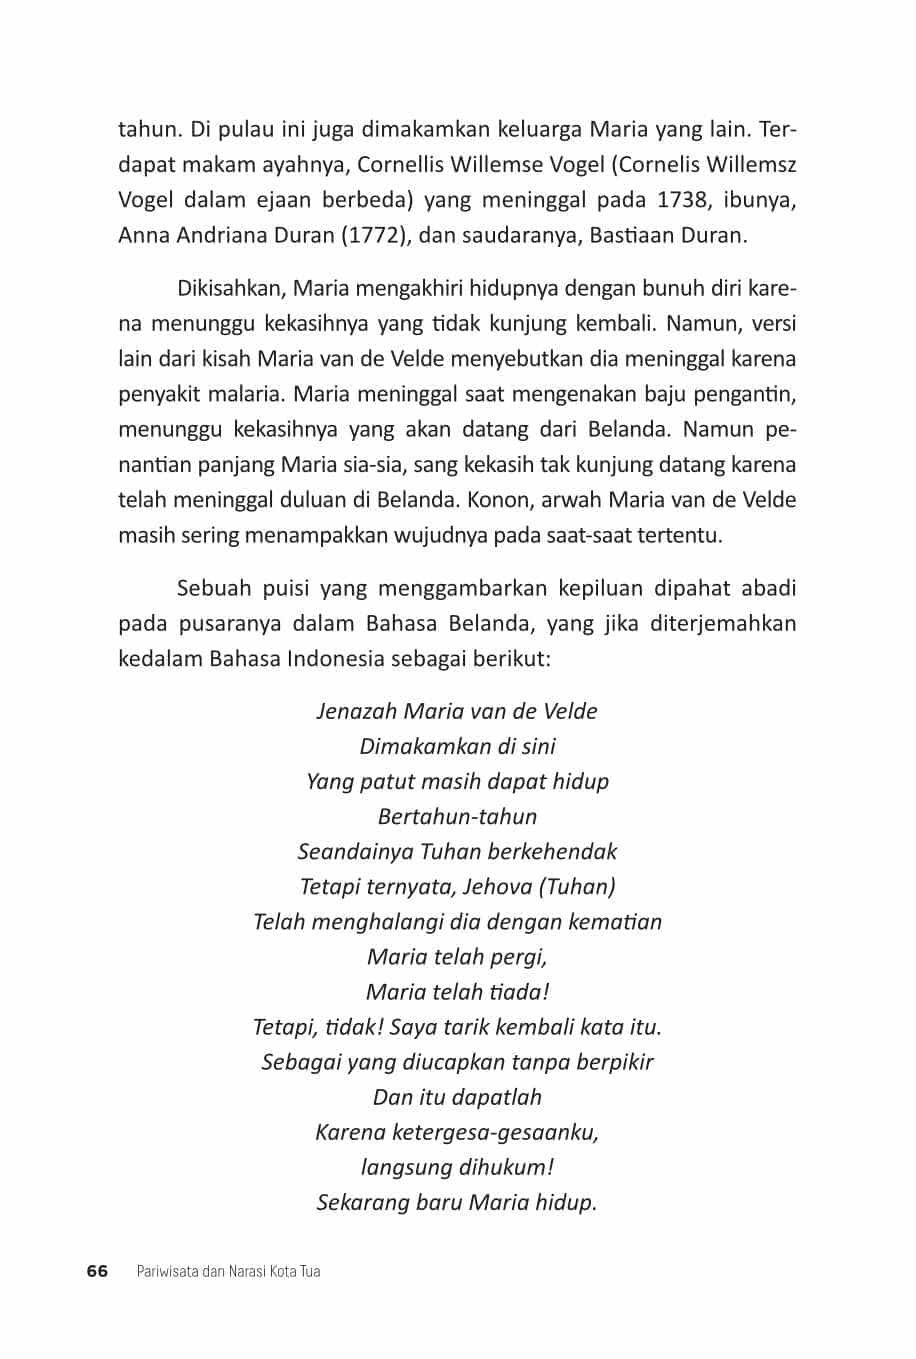 tahun. Di pulau ini juga dimakamkan keluarga Maria yang lain. Ter-
dapat makam ayahnya, Cornellis Willemse Vogel (Cornelis Willemsz
Vogel dalam ejaan berbeda) yang meninggal pada 1738, ibunya,
Anna Andriana Duran (1772), dan saudaranya, Bastiaan Duran.
Dikisahkan, Maria mengakhiri hidupnya dengan bunuh diri kare-
na menunggu kekasihnya yang tidak kunjung kembali. Namun, versi
lain dari kisah Maria van de Velde menyebutkan dia meninggal karena
penyakit malaria. Maria meninggal saat mengenakan baju pengantin,
menunggu kekasihnya yang akan datang dari Belanda. Namun pe-
nantian panjang Maria sia-sia, sang kekasih tak kunjung datang karena
telah meninggal duluan di Belanda. Konon, arwah Maria van de Velde
masih sering menampakkan wujudnya pada saat-saat tertentu.
Sebuah puisi yang menggambarkan kepiluan dipahat abadi
pada pusaranya dalam Bahasa Belanda, yang jika diterjemahkan
kedalam Bahasa Indonesia sebagai berikut:
Jenazah Maria van de Velde
Dimakamkan di sini
Yang patut masih dapat hidup
Bertahun-tahun
Seandainya Tuhan berkehendak
Tetapi ternyata, Jehova (Tuhan)
Telah menghalangi dia dengan kematian
Maria telah pergi,
Maria telah tiada!
Tetapi, tidak! Saya tarik kembali kata itu.
Sebagai yang diucapkan tanpa berpikir
Dan itu dapatlah
Karena ketergesa-gesaanku,
langsung dihukum!
Sekarang baru Maria hidup.
66 Pariwisata dan Narasi Kota Tua